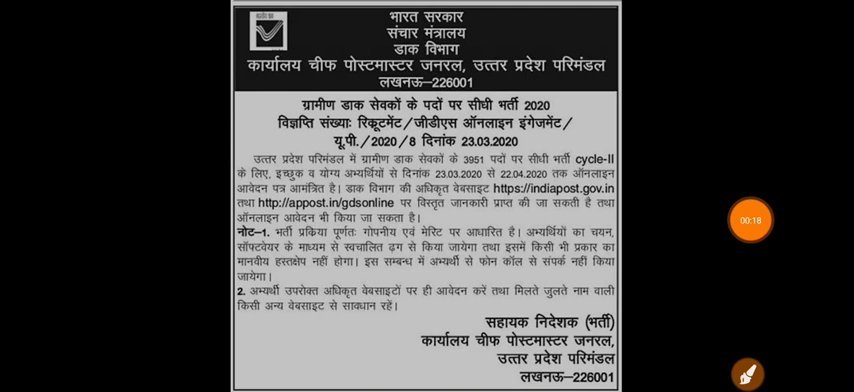 भारत सरकार
संचार मंत्रालय
डाक विभाग
कार्यालय चीफ पोस्टमास्टर जनरल, उत्तर प्रदेश परिमंडल
लखनऊ–226001
ग्रामीण डाक सेवकों के पदों पर सीधी भर्ती 2020
विज्ञप्ति संख्याः रिक्रूटमेंट/जीडीएस ऑनलाइन इंगेजमेंट/
यू.पी./2020/8 दिनांक 23.03.2020
उत्तर प्रदेश परिमंडल में ग्रामीण डाक सेवकों के 3951 पदों पर सीधी भर्ती cycle-II
के लिए, इच्छुक व योग्य अभ्यर्थियों से दिनांक 23.03.2020 से 22.04.2020 तक ऑनलाइन
आवेदन पत्र आमंत्रित है। डाक विभाग की अधिकृत वेबसाइट https://indiapost.gov.in
तथा http://appost.in/gdsonline पर विस्तृत जानकारी प्राप्त की जा सकती है तथा
ऑनलाइन आवेदन भी किया जा सकता है।
नोट–1. भर्ती प्रक्रिया पूर्णतः गोपनीय एवं मेरिट पर आधारित है। अभ्यर्थियों का चयन,
सॉफ्टवेयर के माध्यम से स्वचालित ढ़ग से किया जायेगा तथा इसमें किसी भी प्रकार का
मानवीय हस्तक्षेप नहीं होगा। इस सम्बन्ध में अभ्यर्थी से फोन कॉल से संपर्क नहीं किया
जायेगा।
2. अभ्यर्थी उपरोक्त अधिकृत वेबसाइटों पर ही आवेदन करें तथा मिलते जुलते नाम वाली
किसी अन्य वेबसाइट से सावधान रहें।
सहायक निदेशक (भर्ती)
कार्यालय चीफ पोस्टमास्टर जनरल,
उत्तर प्रदेश परिमंडल
लखनऊ–226001
00:18